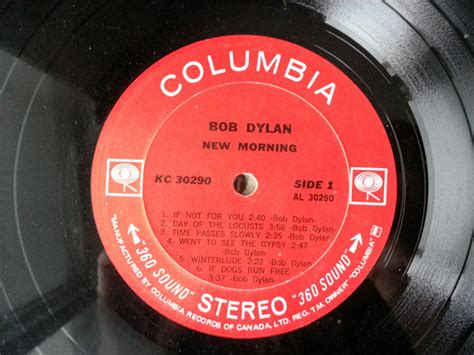 COLUMBIA
BOB DYLAN
NEW MORNING
KC 30290
SIDE 1
AL 30290
1. IF NOT FOR YOU 2:40 -Bob Dylan-
2. DAY OF THE LOCUSTS 3:58 -Bob Dylan-
3. TIME PASSES SLOWLY 2:33 -Bob Dylan-
4. WENT TO SEE THE GYPSY 2:47
-Bob Dylan-
5. WINTERLUDE 2:22 -Bob Dylan-
6. IF DOGS RUN FREE
3:37 -Bob Dylan-
"360 SOUND" STEREO "360 SOUND"
"MANUFACTURED BY COLUMBIA RECORDS OF CANADA, LTD. REG. T.M. OWNER" "COLUMBIA"